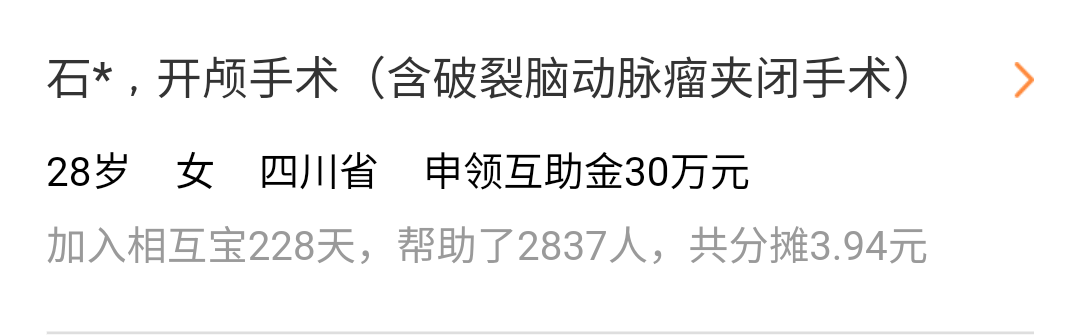 石*，开颅手术（含破裂脑动脉瘤夹闭手术）
28岁 女 四川省 申领互助金30万元
加入相互宝228天，帮助了2837人，共分摊3.94元